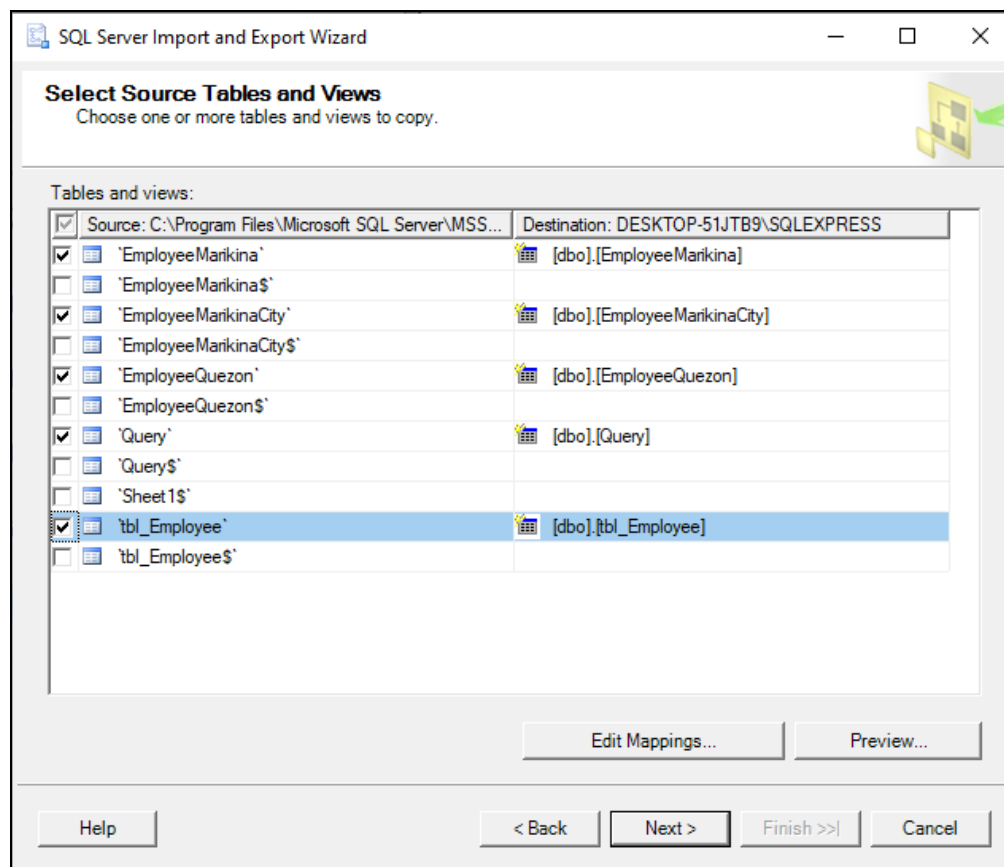 SQL Server Import and Export Wizard
Select Source Tables and Views
Choose one or more tables and views to copy.
Tables and views:
Source: C:\Program Files\Microsoft SQL Server\MSS... Destination: DESKTOP-51JTB9\SQLEXPRESS
`EmployeeMarikina` [dbo].[EmployeeMarikina]
`EmployeeMarikina$`
`EmployeeMarikinaCity` [dbo].[EmployeeMarikinaCity]
`EmployeeMarikinaCity$`
`EmployeeQuezon` [dbo].[EmployeeQuezon]
`EmployeeQuezon$`
`Query` [dbo].[Query]
`Query$`
`Sheet1$`
`tbl_Employee` [dbo].[tbl_Employee]
`tbl_Employee$`
Edit Mappings... Preview...
Help < Back Next > Finish >>| Cancel